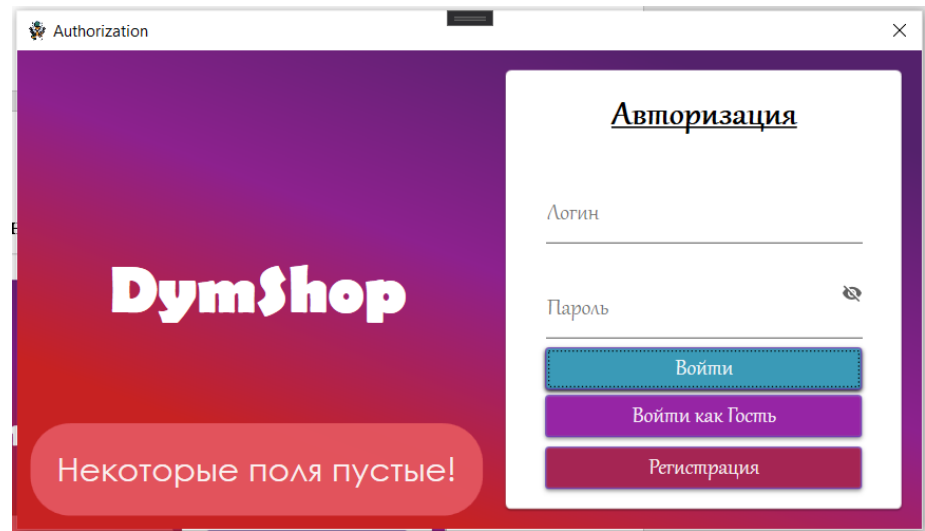 Authorization
DymShop
Некоторые поля пустые!
Авторизация
Логин
Пароль
Войти
Войти как Гость
Регистрация